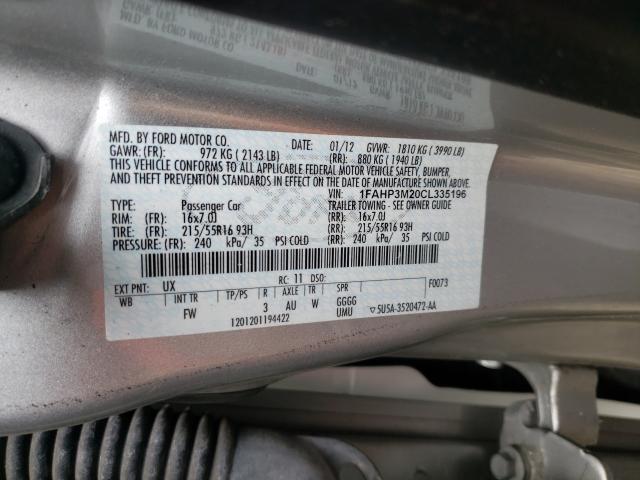 MFD. BY FORD MOTOR CO. DATE: 01/12 GVWR: 1810 KG ( 3990 LB)
GAWR: (FR): 972 KG ( 2143 LB) (RR): 880 KG ( 1940 LB)
THIS VEHICLE CONFORMS TO ALL APPLICABLE FEDERAL MOTOR VEHICLE SAFETY, BUMPER,
AND THEFT PREVENTION STANDARDS IN EFFECT ON THE DATE OF MANUFACTURE SHOWN ABOVE.
VIN: 1FAHP3M20CL335196
TYPE: Passenger Car TRAILER TOWING - SEE OWNER GUIDE
RIM: (FR) 16x7.0J (RR): 16x7.0J
TIRE: (FR) 215/55R16 93H (RR): 215/55R16 93H
PRESSURE: (FR) 240 kPa/ 35 PSI COLD (RR): 240 kPa/ 35 PSI COLD
EXT PNT: UX RC: 11 DSO: F0073
WB INT TR TP/PS R AXLE TR SPR
FW 3 AU W GGGG
1201201194422 UMU 5U5A-3520472-AA